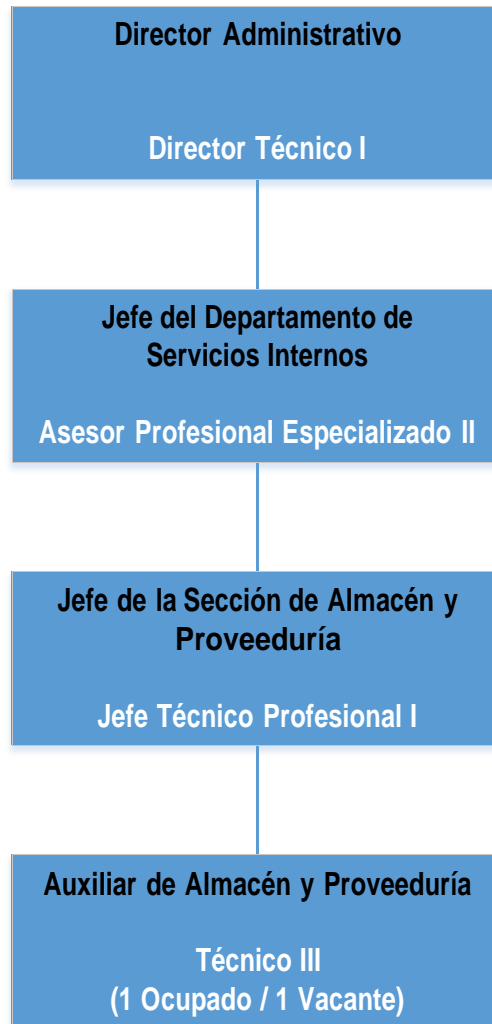 Director Administrativo
Director Técnico I
Jefe del Departamento de
Servicios Internos
Asesor Profesional Especializado II
Jefe de la Sección de Almacén y
Proveeduría
Jefe Técnico Profesional I
Auxiliar de Almacén y Proveeduría
Técnico III
(1 Ocupado / 1 Vacante)